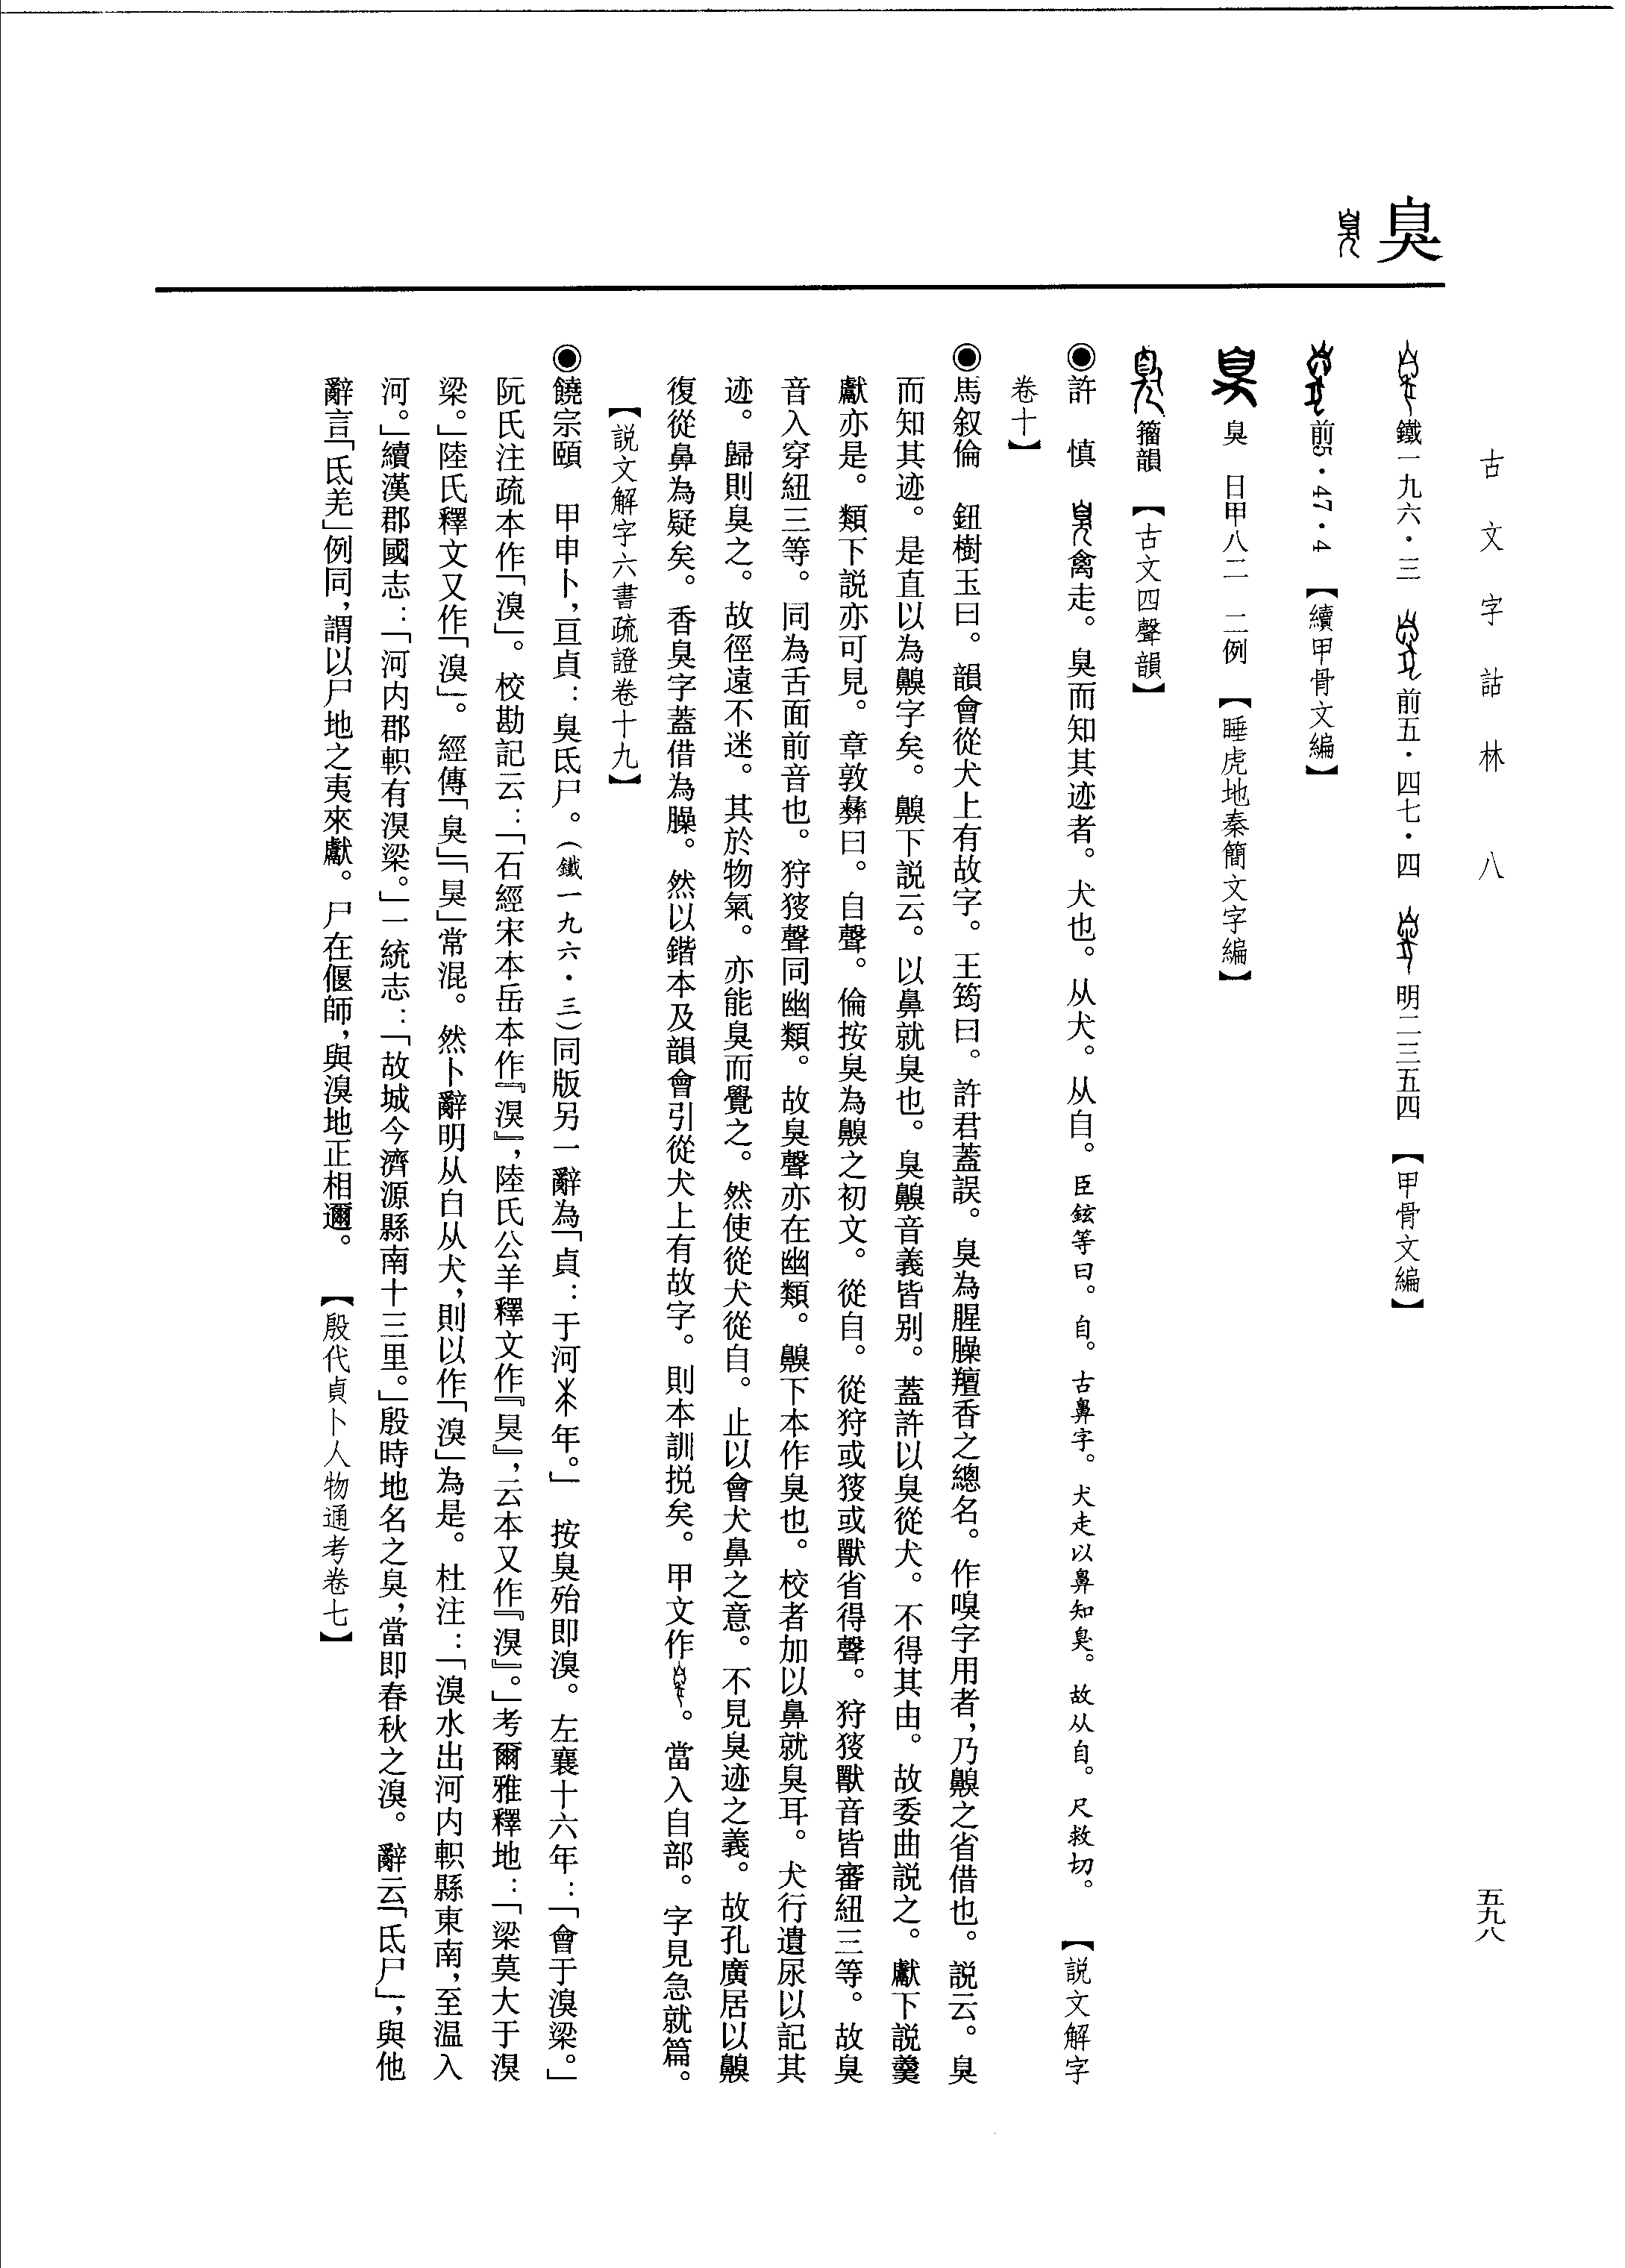 古文字詁林　八
五九八
臭
鐵一九六·三　前五·四七·四　明二三五四　【甲骨文編】
前5·47·4　【續甲骨文編】
臭　日甲八二　二例　【睡虎地秦簡文字編】
籀韻　【古文四聲韻】
◉許　慎　禽走。臭而知其迹者。犬也。从犬。从自。臣鉉等曰。自。古鼻字。犬走以鼻知臭。故从自。尺救切。　【説文解字
卷十】
◉馬叙倫　鈕樹玉曰。韻會從犬上有故字。王筠曰。許君蓋誤。臭為腥臊羶香之總名。作嗅字用者，乃齅之省借也。説云。臭
而知其迹。是直以為齅字矣。齅下説云。以鼻就臭也。臭齅音義皆别。蓋許以臭從犬。不得其由。故委曲説之。獻下説羹
獻亦是。類下説亦可見。章敦彝曰。自聲。倫按臭為齅之初文。從自。從狩或㺅或獸省得聲。狩㺅獸音皆審紐三等。故臭
音入穿紐三等。同為舌面前音也。狩㺅聲同幽類。故臭聲亦在幽類。齅下本作臭也。校者加以鼻就臭耳。犬行遺尿以記其
迹。歸則臭之。故徑遠不迷。其於物氣。亦能臭而覺之。然使從犬從自。止以會犬鼻之意。不見臭迹之義。故孔廣居以齅
復從鼻為疑矣。香臭字蓋借為臊。然以鍇本及韻會引從犬上有故字。則本訓挩矣。甲文作。當入自部。字見急就篇。
【説文解字六書疏證卷十九】
◉饒宗頤　甲申卜，亘貞：臭氐尸。（鐵一九六·三）同版另一辭為「貞：于河年。」　按臭殆即湨。左襄十六年：「會于湨梁。」
阮氏注疏本作「溴」。校勘記云：「石經宋本岳本作『湨』，陸氏公羊釋文作『狊』，云本又作『湨』。」考爾雅釋地：「梁莫大于湨
梁。」陸氏釋文又作「溴」。經傳「臭」「狊」常混。然卜辭明从自从犬，則以作「溴」為是。杜注：「溴水出河内軹縣東南，至温入
河。」續漢郡國志：「河内郡軹有湨梁。」一統志：「故城今濟源縣南十三里。」殷時地名之臭，當即春秋之溴。辭云「氐尸」，與他
辭言「氐羌」例同，謂以尸地之夷來獻。尸在偃師，與溴地正相邇。　【殷代貞卜人物通考卷七】